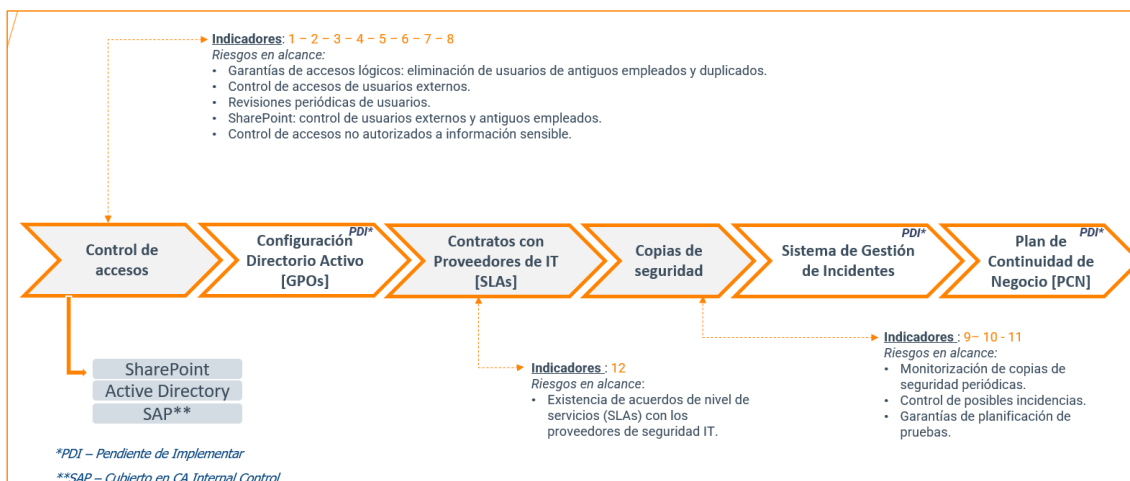 Indicadores: 1 – 2 – 3 – 4 – 5 – 6 – 7 – 8
Riesgos en alcance:
• Garantías de accesos lógicos: eliminación de usuarios de antiguos empleados y duplicados.
• Control de accesos de usuarios externos.
• Revisiones periódicas de usuarios.
• SharePoint: control de usuarios externos y antiguos empleados.
• Control de accesos no autorizados a información sensible.
Control de
accesos
PDI*
Configuración
Directorio Activo
[GPOs]
Contratos con
Proveedores de IT
[SLAs]
Copias de
seguridad
PDI*
Sistema de Gestión
de Incidentes
PDI*
Plan de
Continuidad de
Negocio [PCN]
SharePoint
Active Directory
SAP**
Indicadores : 12
Riesgos en alcance:
• Existencia de acuerdos de nivel de
servicios (SLAs) con los
proveedores de seguridad IT.
Indicadores : 9– 10 - 11
Riesgos en alcance:
• Monitorización de copias de
seguridad periódicas.
• Control de posibles incidencias.
• Garantías de planificación de
pruebas.
*PDI – Pendiente de Implementar
**SAP – Cubierto en CA Internal Control